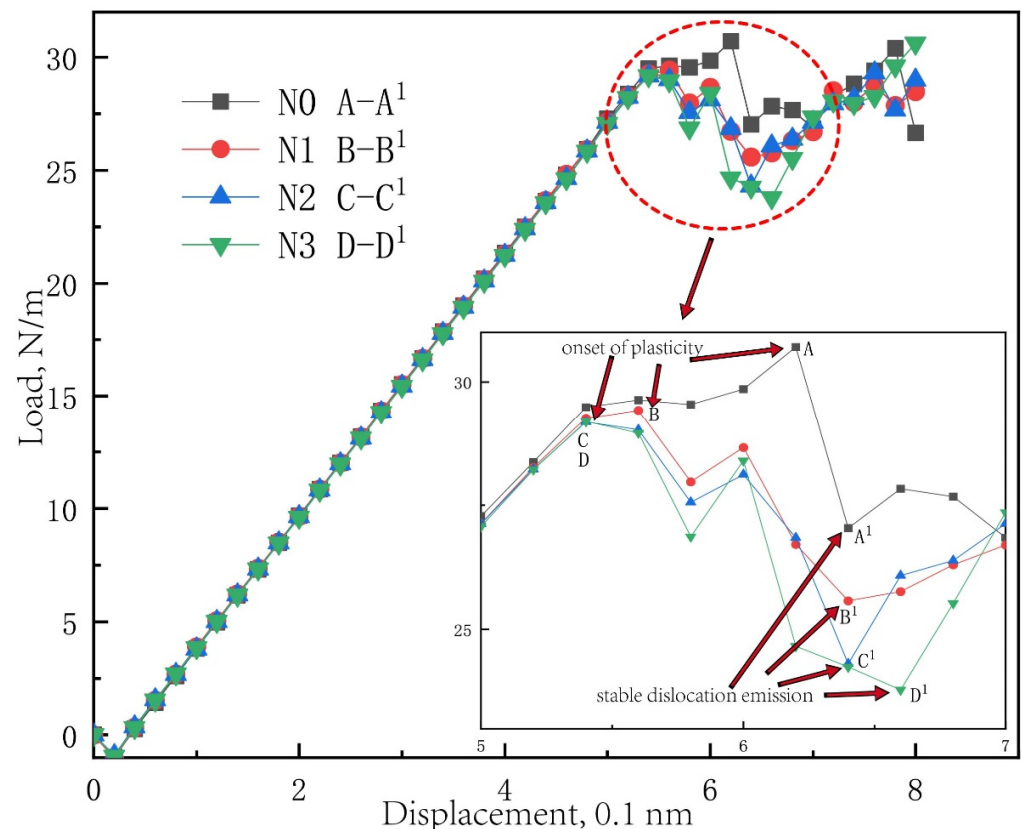 30
25
20
15
10
5
0
Load, N/m
N0 A-A¹
N1 B-B¹
N2 C-C¹
N3 D-D¹
onset of plasticity
A
30
B
C
D
A¹
25
B¹
C¹
stable dislocation emission
D¹
5
6
7
0
2
4
6
8
Displacement, 0.1 nm